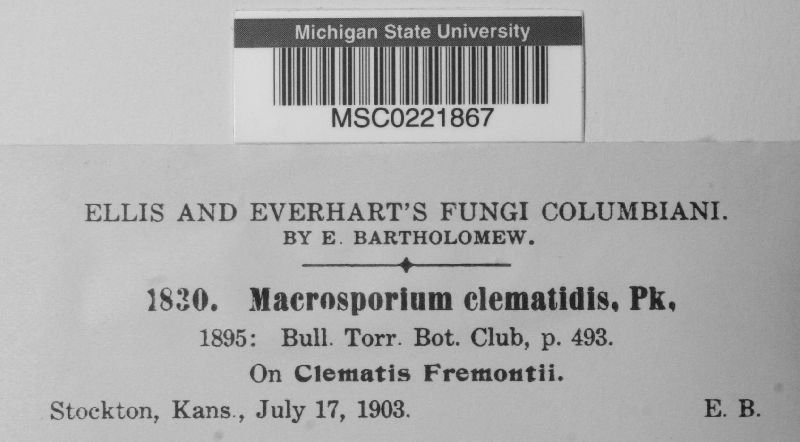 Michigan State University
MSC0221867
ELLIS AND EVERHART'S FUNGI COLUMBIANI.
BY E. BARTHOLOMEW.
1830. Macrosporium clematidis, Pk,
1895: Bull. Torr. Bot. Club, p. 493.
On Clematis Fremontii.
Stockton, Kans., July 17, 1903. E. B.